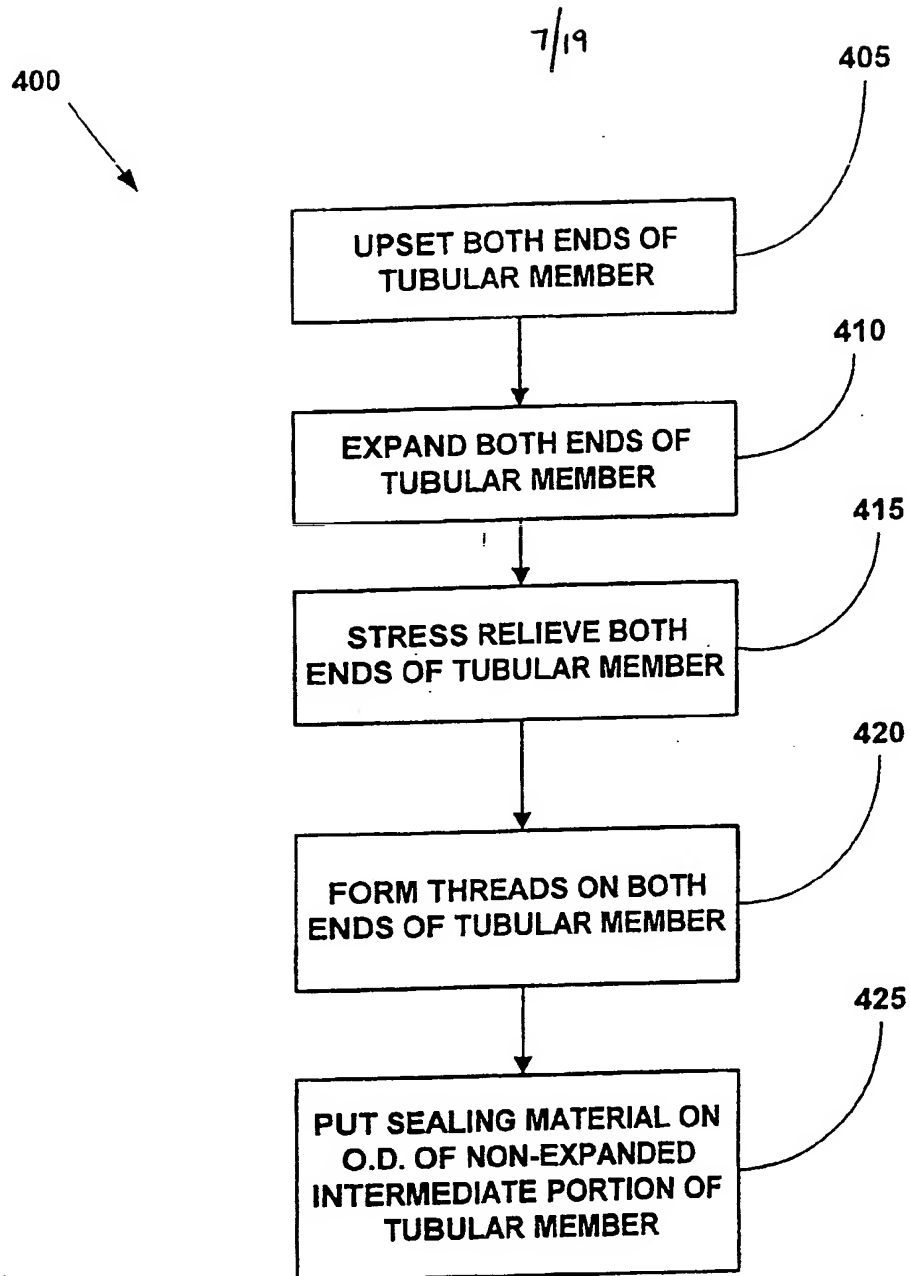 7/19
400
405
UPSET BOTH ENDS OF
TUBULAR MEMBER
410
EXPAND BOTH ENDS OF
TUBULAR MEMBER
415
STRESS RELIEVE BOTH
ENDS OF TUBULAR MEMBER
420
FORM THREADS ON BOTH
ENDS OF TUBULAR MEMBER
425
PUT SEALING MATERIAL ON
O.D. OF NON-EXPANDED
INTERMEDIATE PORTION OF
TUBULAR MEMBER